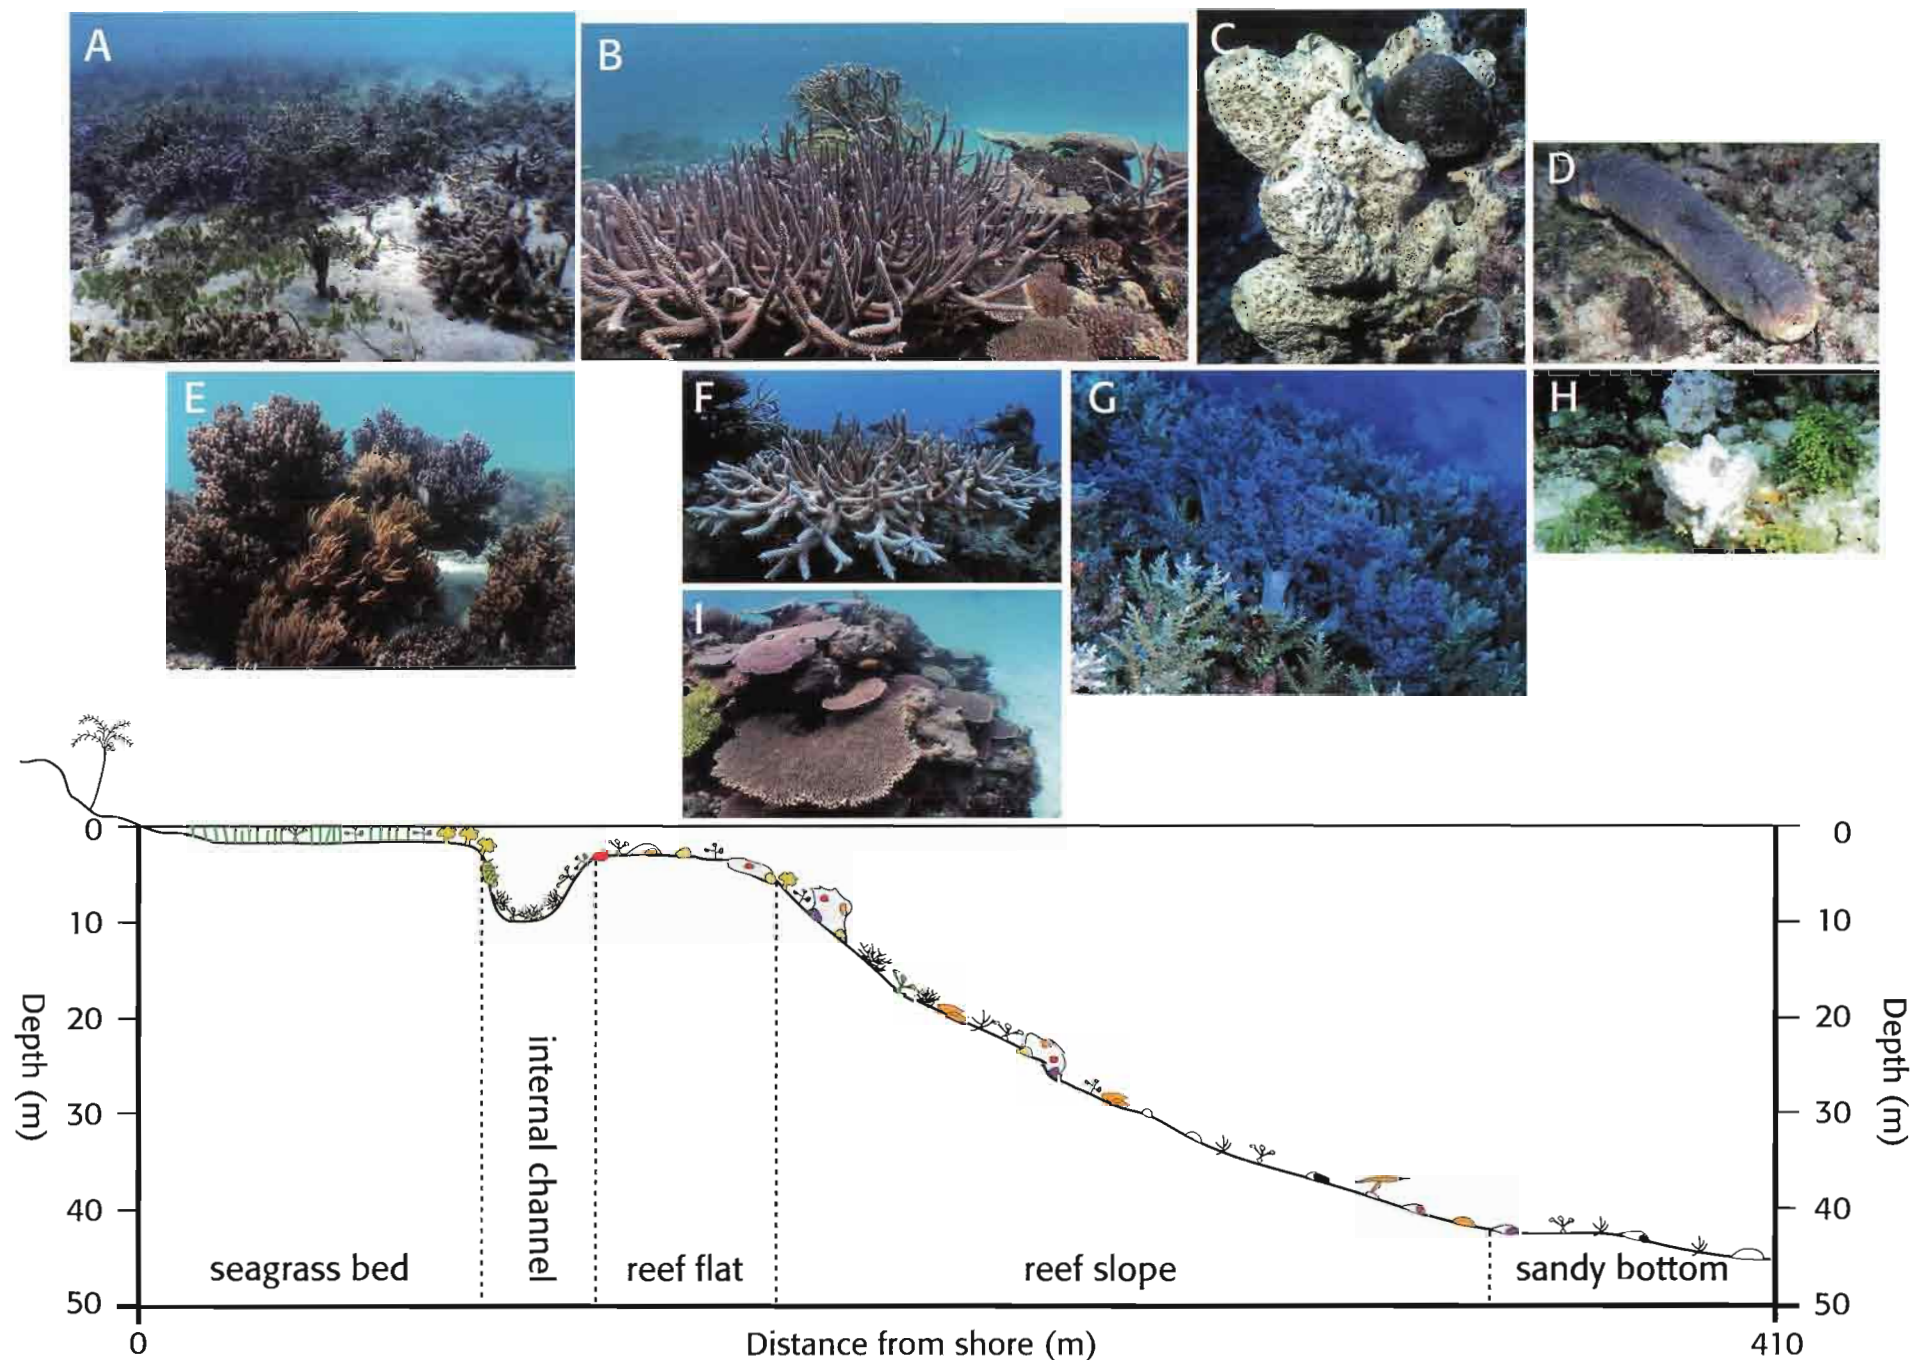 A
B
C
D
E
F
G
H
I
0
10
20
30
40
50
Depth (m)
0
10
20
30
40
50
Depth (m)
seagrass bed
internal channel
reef flat
reef slope
sandy bottom
0
Distance from shore (m)
410